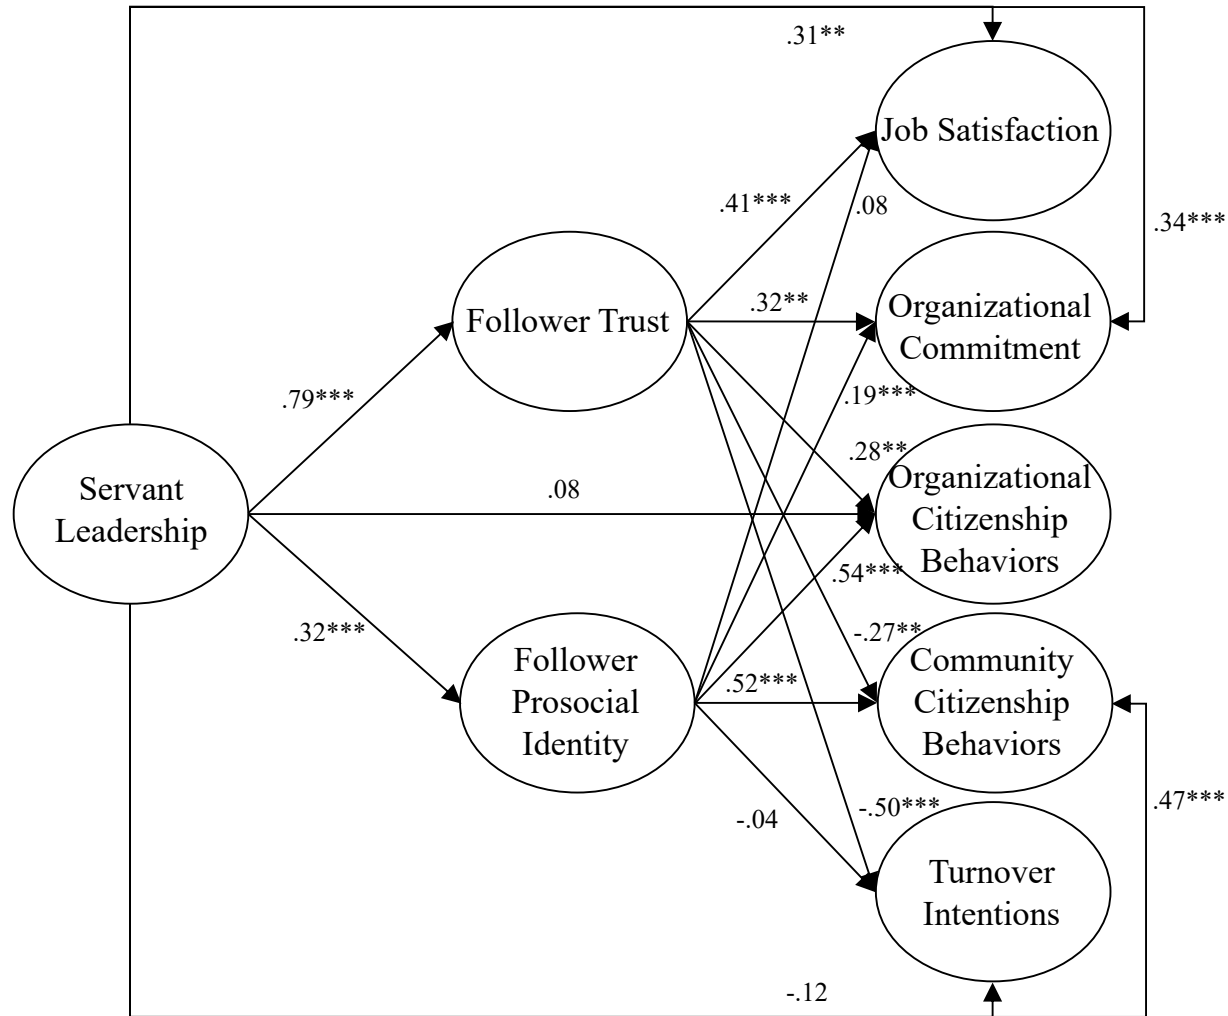 .31**
Job Satisfaction
.41***
.08
.34***
Follower Trust
.32**
Organizational
Commitment
.79***
.19***
.28**
Servant
Leadership
.08
Organizational
Citizenship
Behaviors
.54***
.32***
-.27**
Follower
Prosocial
Identity
.52***
Community
Citizenship
Behaviors
-.04
-.50***
.47***
Turnover
Intentions
-.12